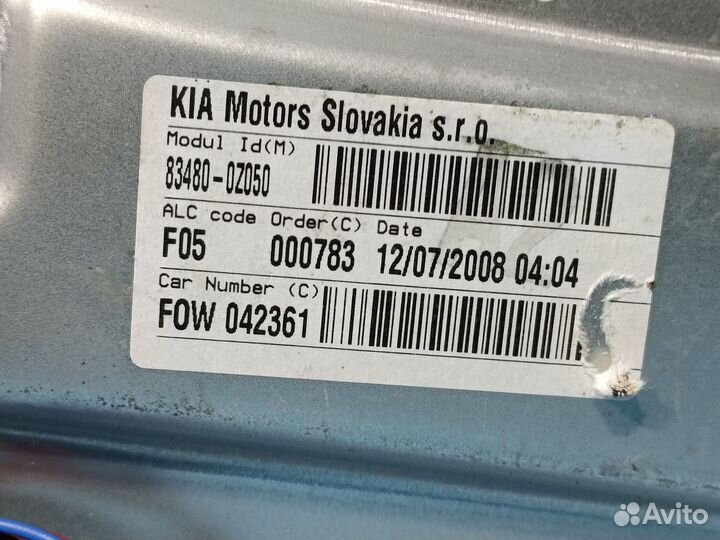 KIA Motors Slovakia s.r.o.
Modul Id(M)
83480-0Z050
ALC code Order(C) Date
F05 000783 12/07/2008 04:04
Car Number (C)
FOW 042361
Avito